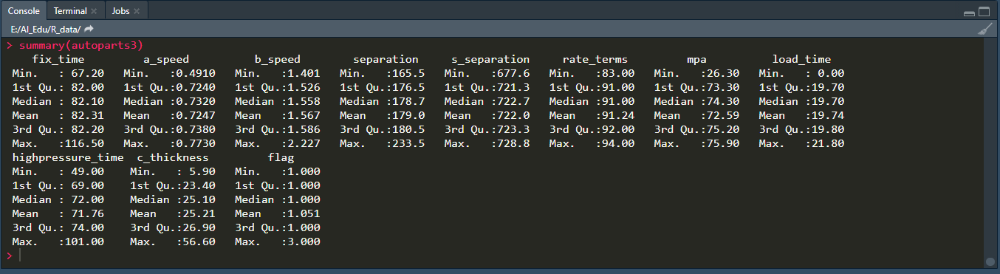 Console Terminal Jobs
E:/AI_Edu/R_data/
> summary(autoparts3)
fix_time a_speed b_speed separation s_separation rate_terms mpa load_time
Min. : 67.20 Min. :0.4910 Min. :1.401 Min. :165.5 Min. :677.6 Min. :83.00 Min. :26.30 Min. : 0.00
1st Qu.: 82.00 1st Qu.:0.7240 1st Qu.:1.526 1st Qu.:176.5 1st Qu.:721.3 1st Qu.:91.00 1st Qu.:73.30 1st Qu.:19.70
Median : 82.10 Median :0.7320 Median :1.558 Median :178.7 Median :722.7 Median :91.00 Median :74.30 Median :19.70
Mean : 82.31 Mean :0.7247 Mean :1.567 Mean :179.0 Mean :722.0 Mean :91.24 Mean :72.59 Mean :19.74
3rd Qu.: 82.20 3rd Qu.:0.7380 3rd Qu.:1.586 3rd Qu.:180.5 3rd Qu.:723.3 3rd Qu.:92.00 3rd Qu.:75.20 3rd Qu.:19.80
Max. :116.50 Max. :0.7730 Max. :2.227 Max. :233.5 Max. :728.8 Max. :94.00 Max. :75.90 Max. :21.80
highpressure_time c_thickness flag
Min. : 49.00 Min. : 5.90 Min. :1.000
1st Qu.: 69.00 1st Qu.:23.40 1st Qu.:1.000
Median : 72.00 Median :25.10 Median :1.000
Mean : 71.76 Mean :25.21 Mean :1.051
3rd Qu.: 74.00 3rd Qu.:26.90 3rd Qu.:1.000
Max. :101.00 Max. :56.60 Max. :3.000
>